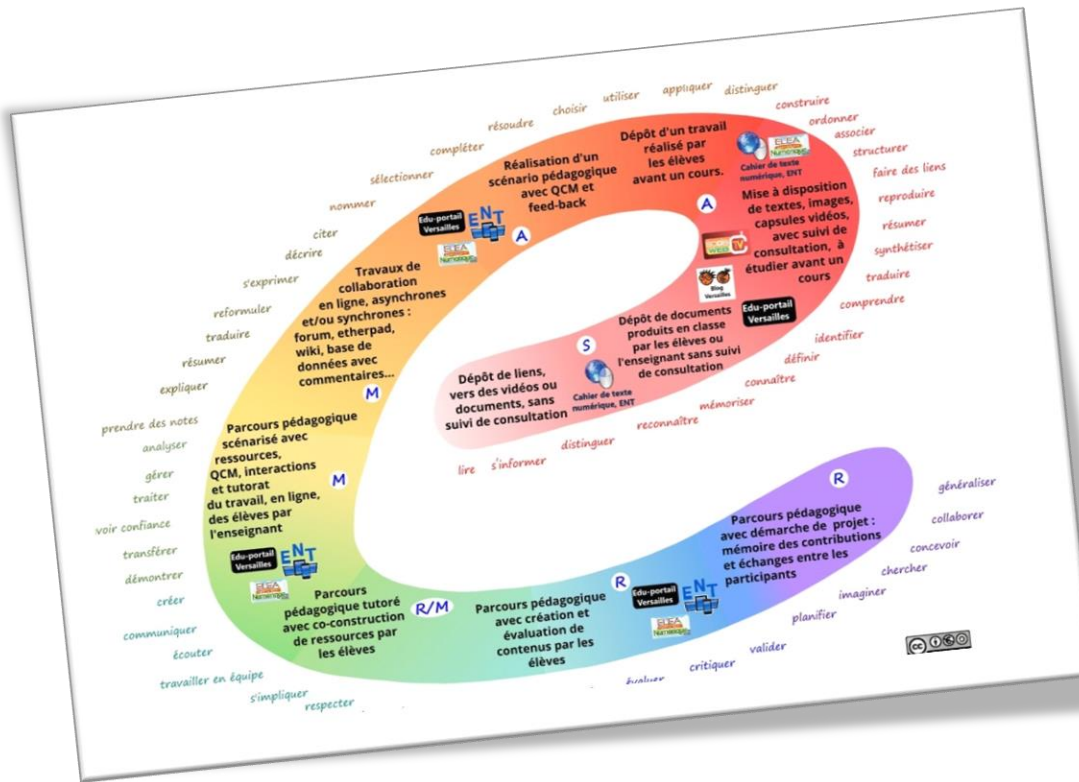 lire
s'informer
distinguer
reconnaître
mémoriser
connaître
définir
identifier
comprendre
traduire
synthétiser
résumer
reproduire
faire des liens
structurer
associer
ordonner
construire
distinguer
appliquer
utiliser
choisir
résoudre
compléter
sélectionner
nommer
citer
décrire
s'exprimer
reformuler
traduire
résumer
expliquer
prendre des notes
analyser
gérer
traiter
voir confiance
transférer
démontrer
créer
communiquer
écouter
travailler en équipe
s'impliquer
respecter
évaluer
critiquer
valider
planifier
imaginer
chercher
concevoir
collaborer
généraliser
Dépôt de liens,
vers des vidéos ou
documents, sans
suivi de consultation
S
Cahier de texte
numérique, ENT
Dépôt de documents
produits en classe
par les élèves ou
l'enseignant sans suivi
de consultation
Edu-portail
Versailles
Blog
Versailles
TV
Mise à disposition
de textes, images,
capsules vidéos,
avec suivi de
consultation, à
étudier avant un
cours
A
Cahier de texte
numérique, ENT
ELEA
Numérique
Dépôt d'un travail
réalisé par
les élèves
avant un cours.
Réalisation d'un
scénario pédagogique
avec QCM et
feed-back
A
Edu-portail
Versailles
ENT
ELEA
Numérique
Travaux de
collaboration
en ligne, asynchrones
et/ou synchrones :
forum, etherpad,
wiki, base de
données avec
commentaires...
M
Parcours pédagogique
scénarisé avec
ressources,
QCM, interactions
et tutorat
du travail, en ligne,
des élèves par
l'enseignant
M
Edu-portail
Versailles
ENT
ELEA
Numérique
Parcours
pédagogique tutoré
avec co-construction
de ressources par
les élèves
R/M
Parcours pédagogique
avec création et
évaluation de
contenus par les
élèves
R
Edu-portail
Versailles
ENT
ELEA
Numérique
Parcours pédagogique
avec démarche de projet :
mémoire des contributions
et échanges entre les
participants
R
cc